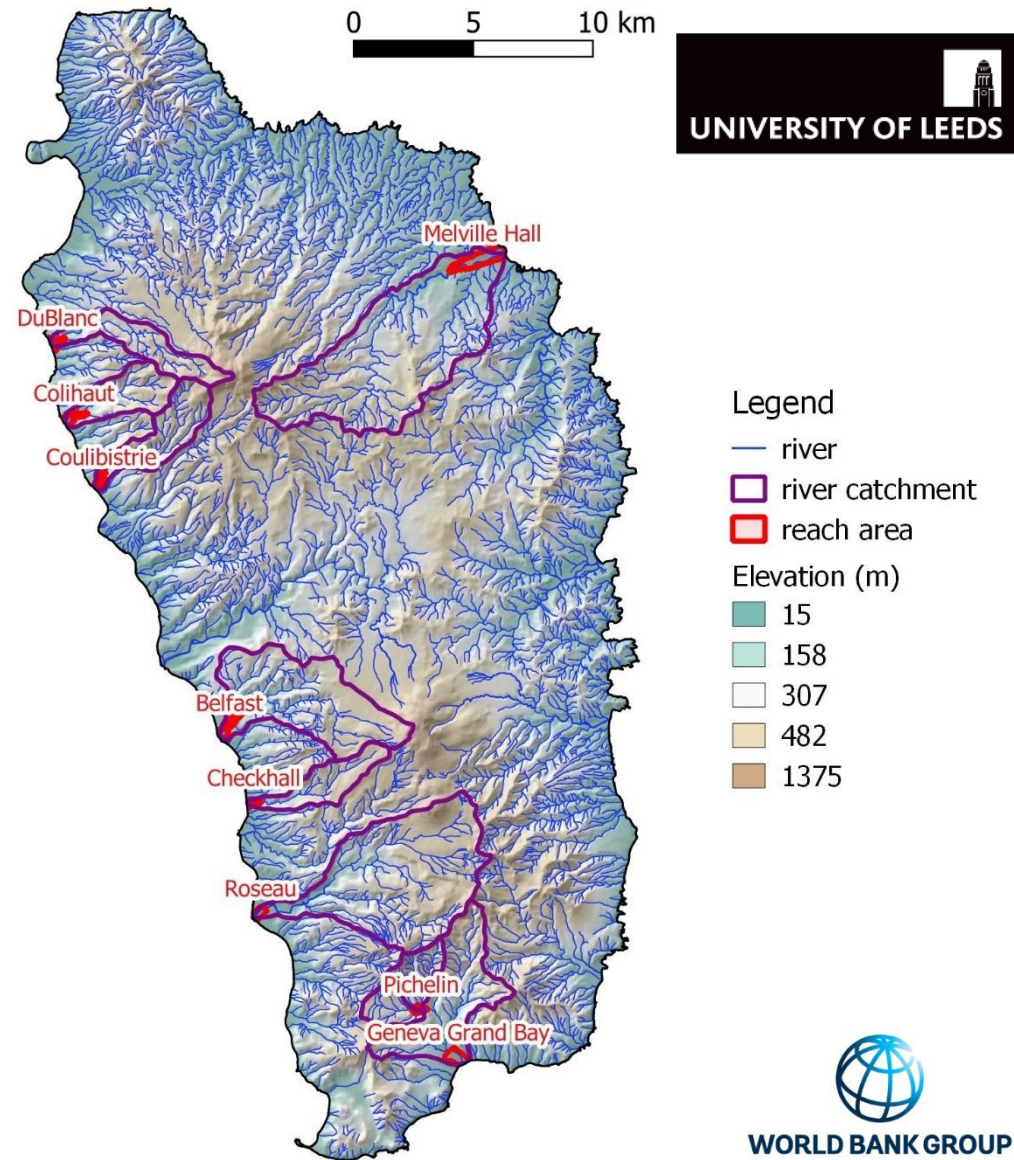 0 5 10 km
UNIVERSITY OF LEEDS
Melville Hall
DuBlanc
Colihaut
Coulibistrie
Legend
river
river catchment
reach area
Elevation (m)
15
158
307
482
1375
Belfast
Checkhall
Roseau
Pichelin
Geneva Grand Bay
WORLD BANK GROUP